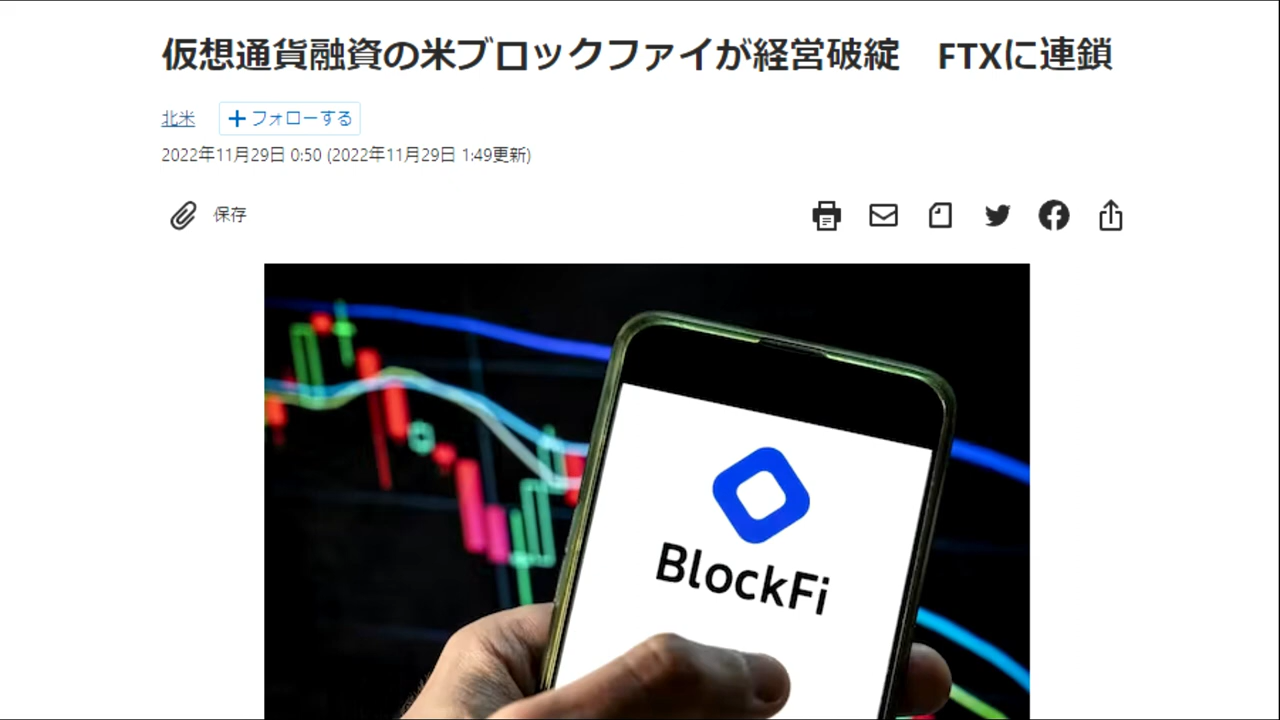 仮想通貨融資の米ブロックファイが経営破綻　FTXに連鎖
北米 ＋フォローする
2022年11月29日 0:50 (2022年11月29日 1:49更新)
保存
BlockFi